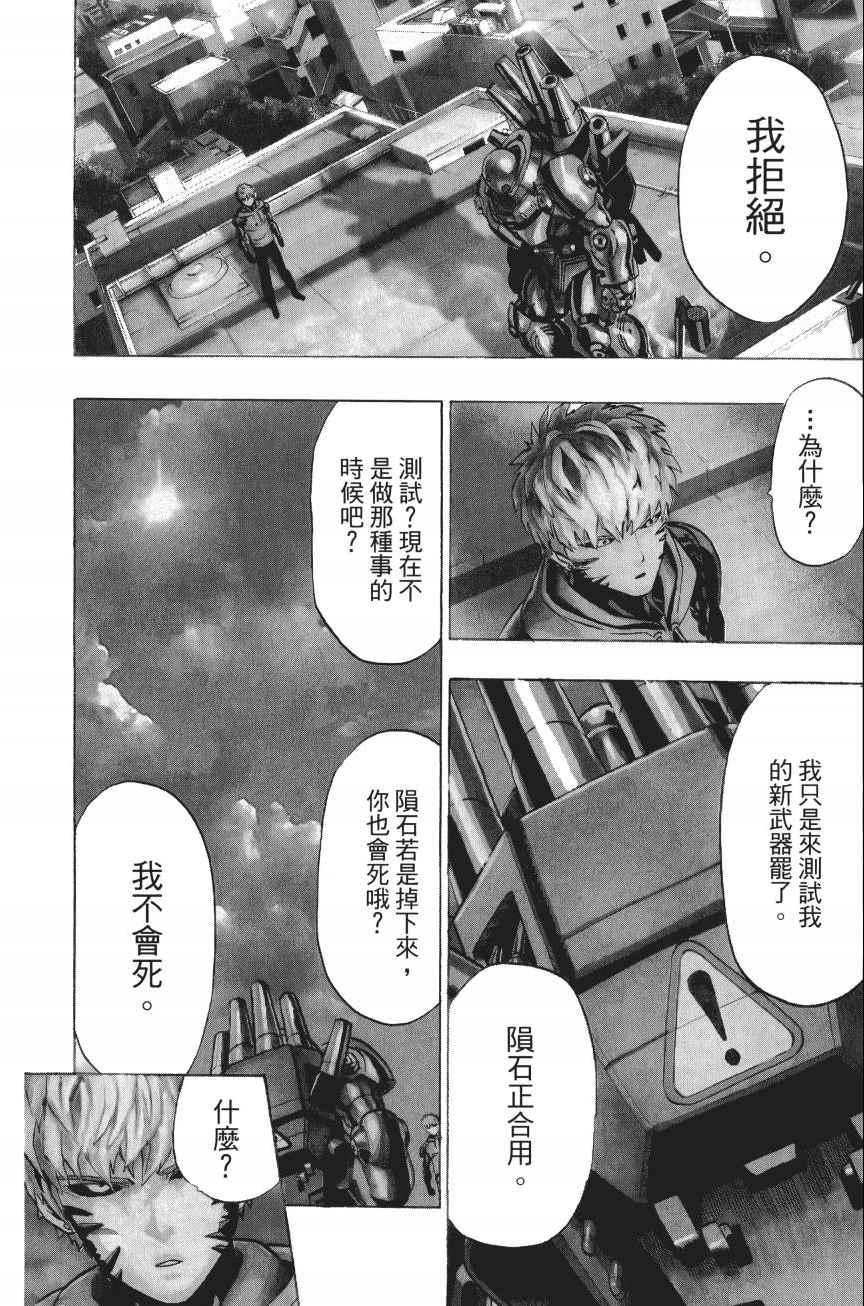 我拒絕。
…為什麼？
我只是來測試我
的新武器罷了。
隕石正合用。
測試？現在不
是做那種事的
時候吧？
隕石若是掉下來，
你也會死哦？
我不會死。
什麼？